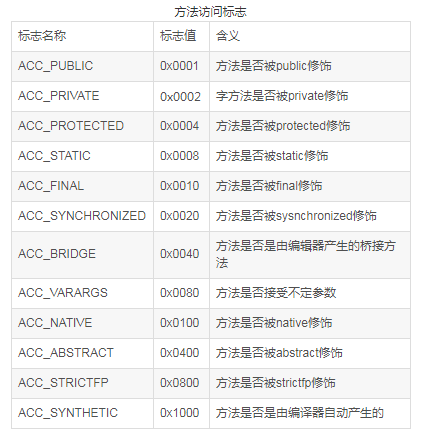 方法访问标志
标志名称 标志值 含义
ACC_PUBLIC 0x0001 方法是否被public修饰
ACC_PRIVATE 0x0002 字方法是否被private修饰
ACC_PROTECTED 0x0004 方法是否被protected修饰
ACC_STATIC 0x0008 方法是否被static修饰
ACC_FINAL 0x0010 方法是否被final修饰
ACC_SYNCHRONIZED 0x0020 方法是否被sysnchronized修饰
ACC_BRIDGE 0x0040 方法是否是由编辑器产生的桥接方
法
ACC_VARARGS 0x0080 方法是否接受不定参数
ACC_NATIVE 0x0100 方法是否被native修饰
ACC_ABSTRACT 0x0400 方法是否被abstract修饰
ACC_STRICTFP 0x0800 方法是否被strictfp修饰
ACC_SYNTHETIC 0x1000 方法是否是由编译器自动产生的